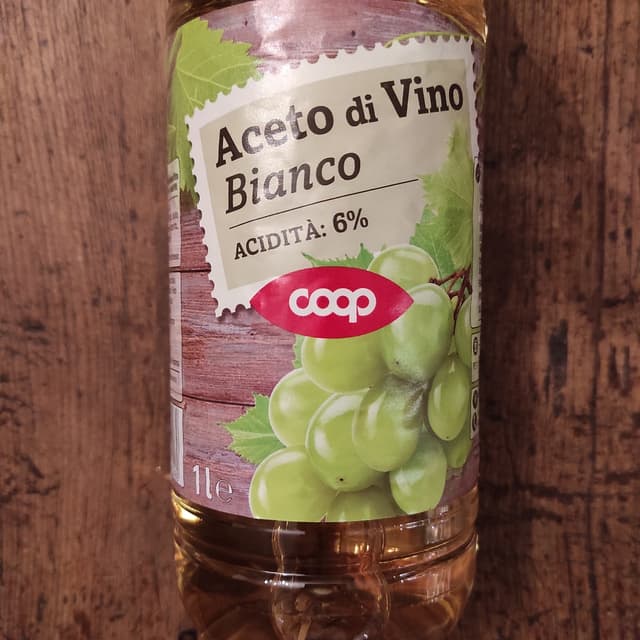 Aceto di Vino
Bianco
ACIDITÀ: 6%
coop
1l e